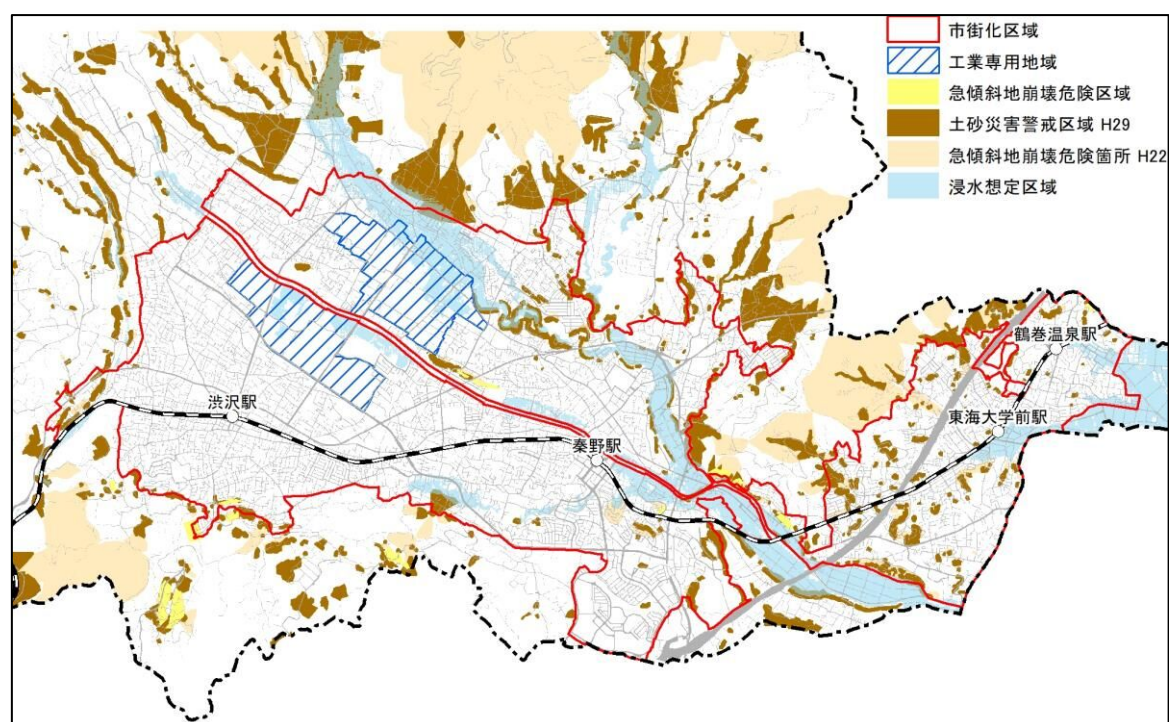 市街化区域
工業専用地域
急傾斜地崩壊危険区域
土砂災害警戒区域 H29
急傾斜地崩壊危険箇所 H22
浸水想定区域
鶴巻温泉駅
東海大学前駅
渋沢駅
秦野駅